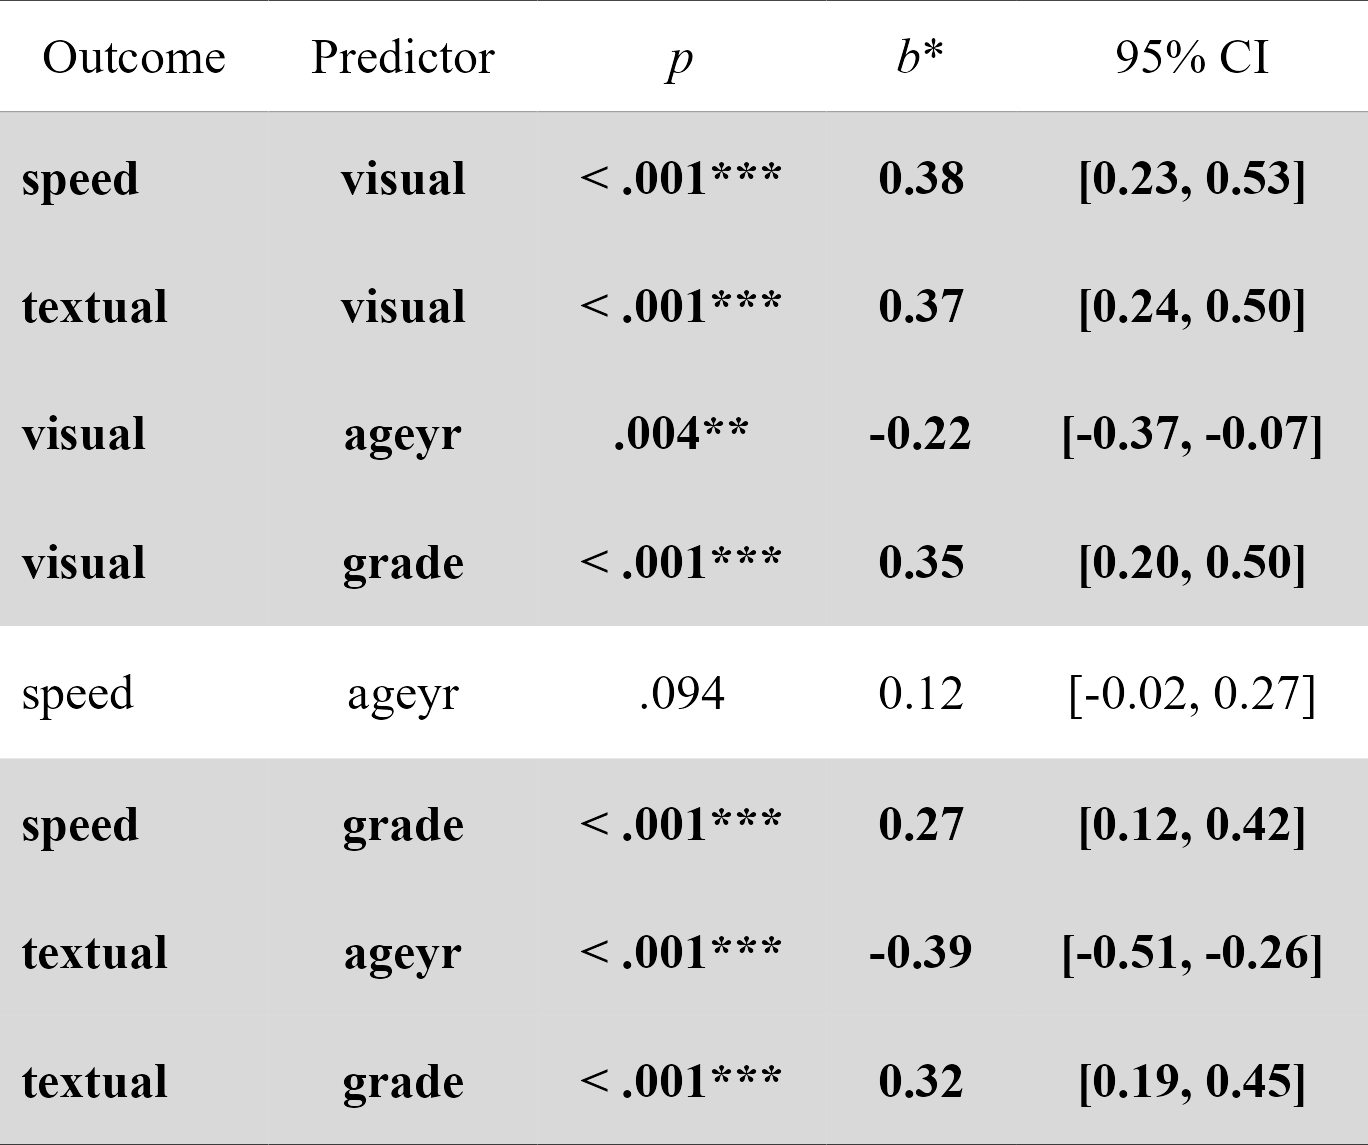 Outcome Predictor p b* 95% CI
speed visual < .001*** 0.38 [0.23, 0.53]
textual visual < .001*** 0.37 [0.24, 0.50]
visual ageyr .004** -0.22 [-0.37, -0.07]
visual grade < .001*** 0.35 [0.20, 0.50]
speed ageyr .094 0.12 [-0.02, 0.27]
speed grade < .001*** 0.27 [0.12, 0.42]
textual ageyr < .001*** -0.39 [-0.51, -0.26]
textual grade < .001*** 0.32 [0.19, 0.45]